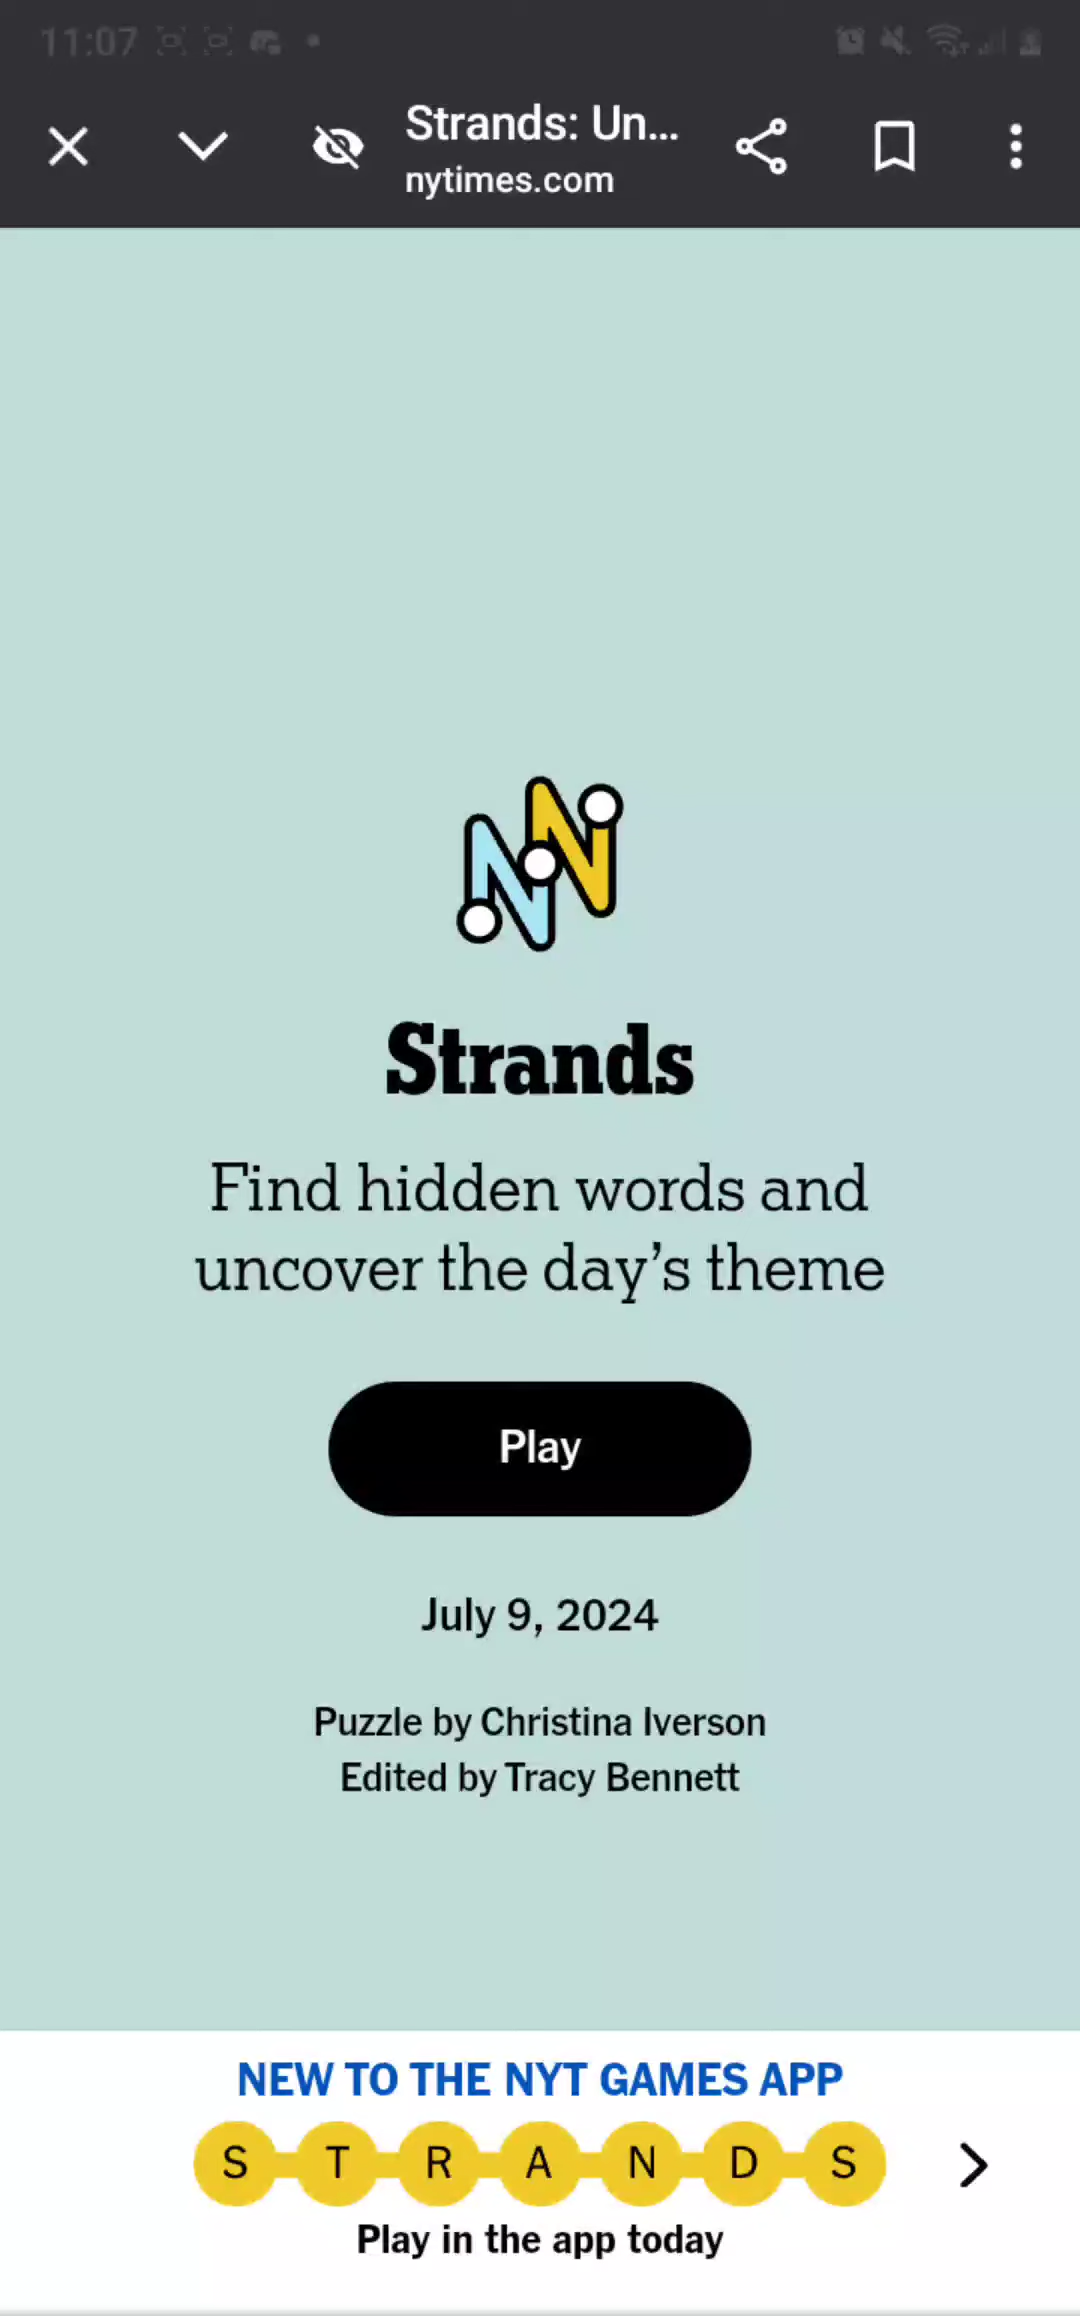 11:07
Strands: Un...
nytimes.com
Strands
Find hidden words and
uncover the day's theme
Play
July 9, 2024
Puzzle by Christina Iverson
Edited by Tracy Bennett
NEW TO THE NYT GAMES APP
S T R A N D S
Play in the app today